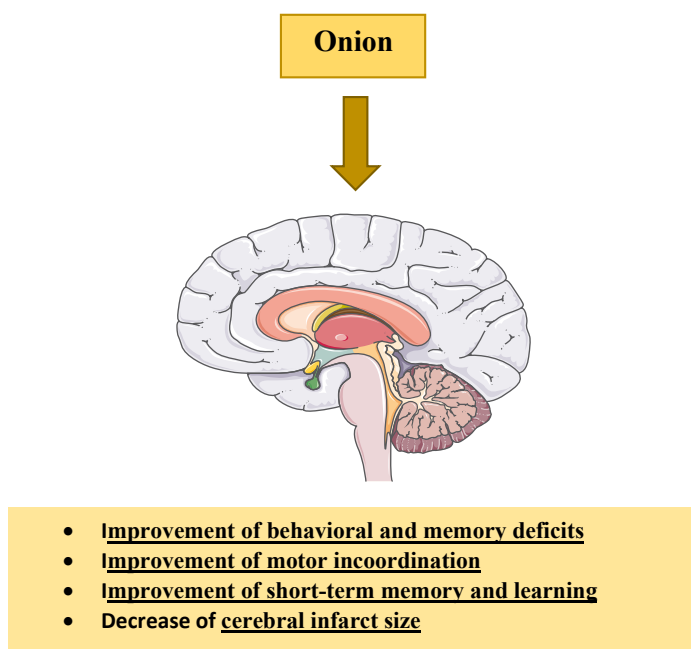 Onion
• Improvement of behavioral and memory deficits
• Improvement of motor incoordination
• Improvement of short-term memory and learning
• Decrease of cerebral infarct size